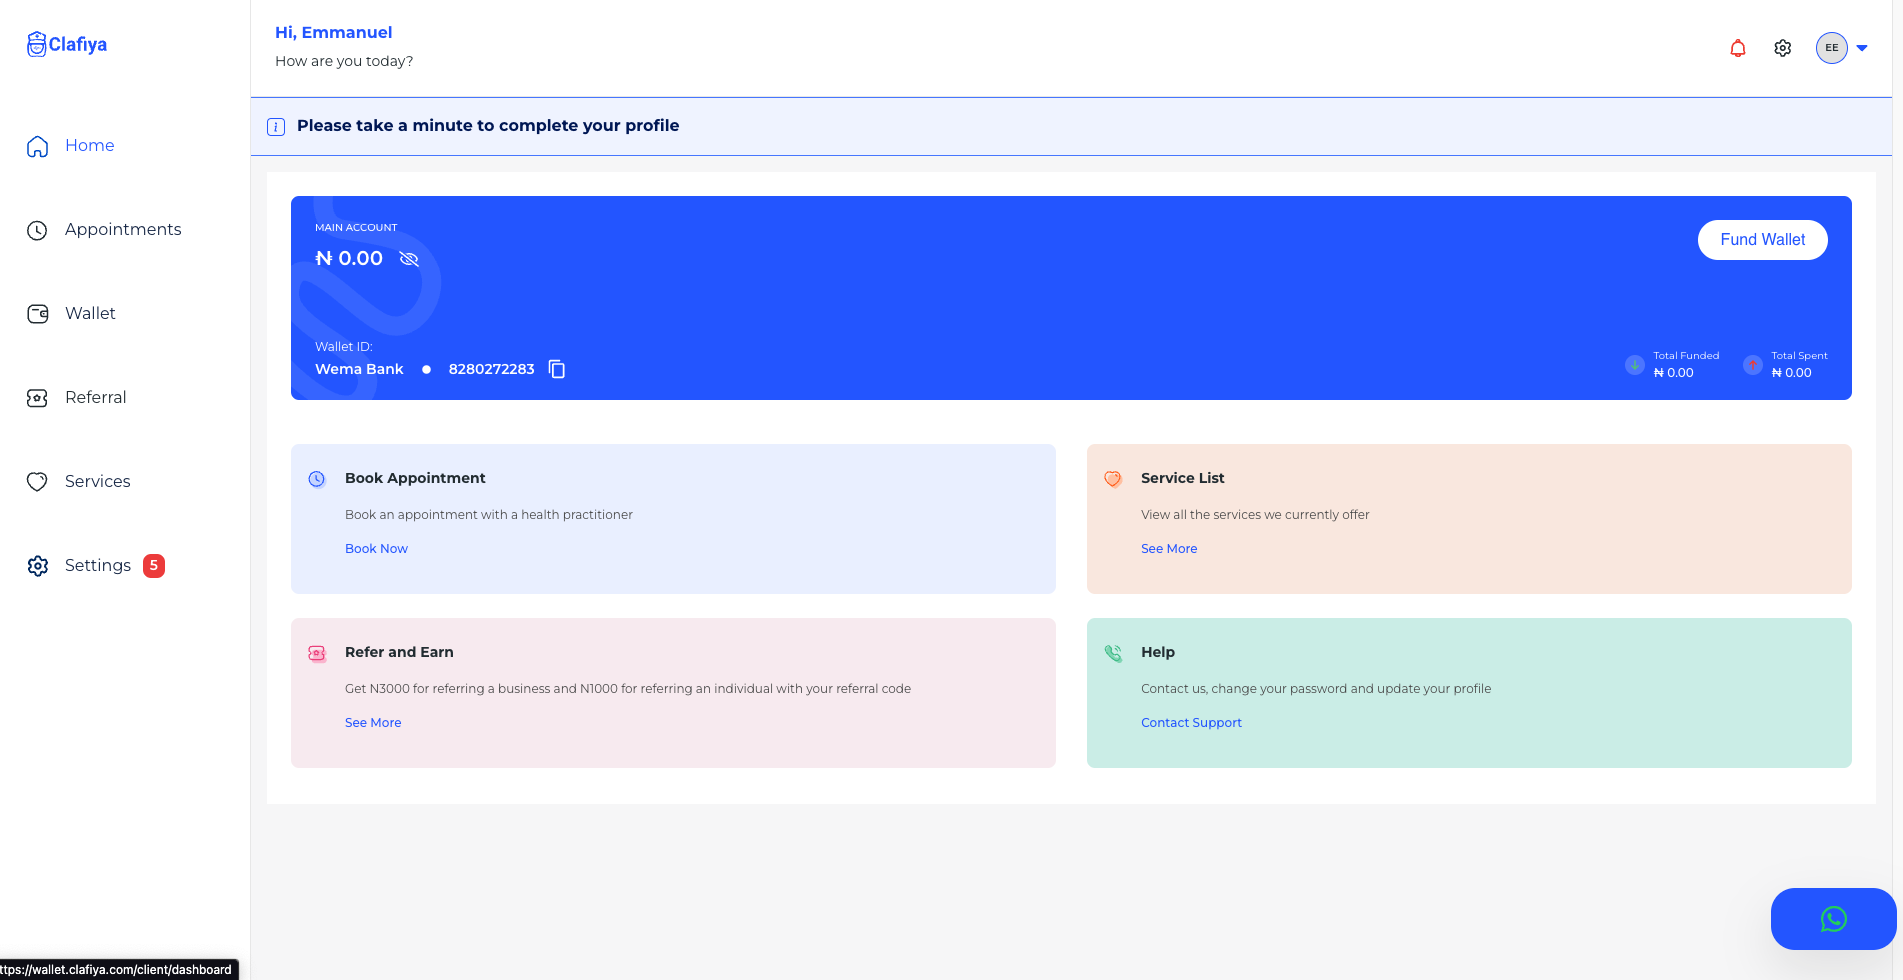 Clafiya
Home
Appointments
Wallet
Referral
Services
Settings 5
Hi, Emmanuel
How are you today?
EE
Please take a minute to complete your profile
MAIN ACCOUNT
₦ 0.00
Fund Wallet
Wallet ID:
Wema Bank • 8280272283
Total Funded
₦ 0.00
Total Spent
₦ 0.00
Book Appointment
Book an appointment with a health practitioner
Book Now
Service List
View all the services we currently offer
See More
Refer and Earn
Get N3000 for referring a business and N1000 for referring an individual with your referral code
See More
Help
Contact us, change your password and update your profile
Contact Support
ttps://wallet.clafiya.com/client/dashboard